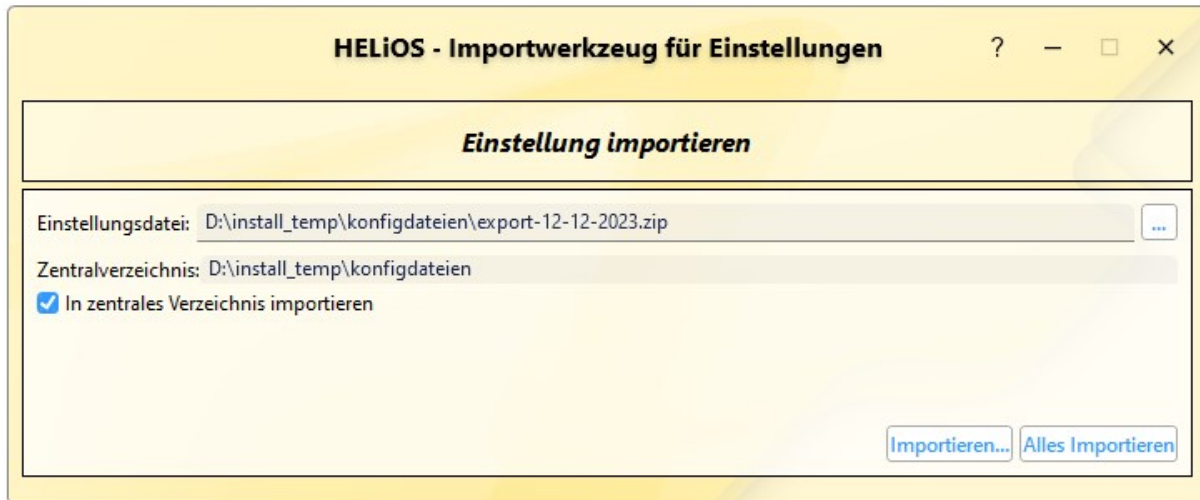 HELiOS - Importwerkzeug für Einstellungen ? – □ ×
Einstellung importieren
Einstellungsdatei: D:\install_temp\konfigdateien\export-12-12-2023.zip ...
Zentralverzeichnis: D:\install_temp\konfigdateien
In zentrales Verzeichnis importieren
Importieren... Alles Importieren